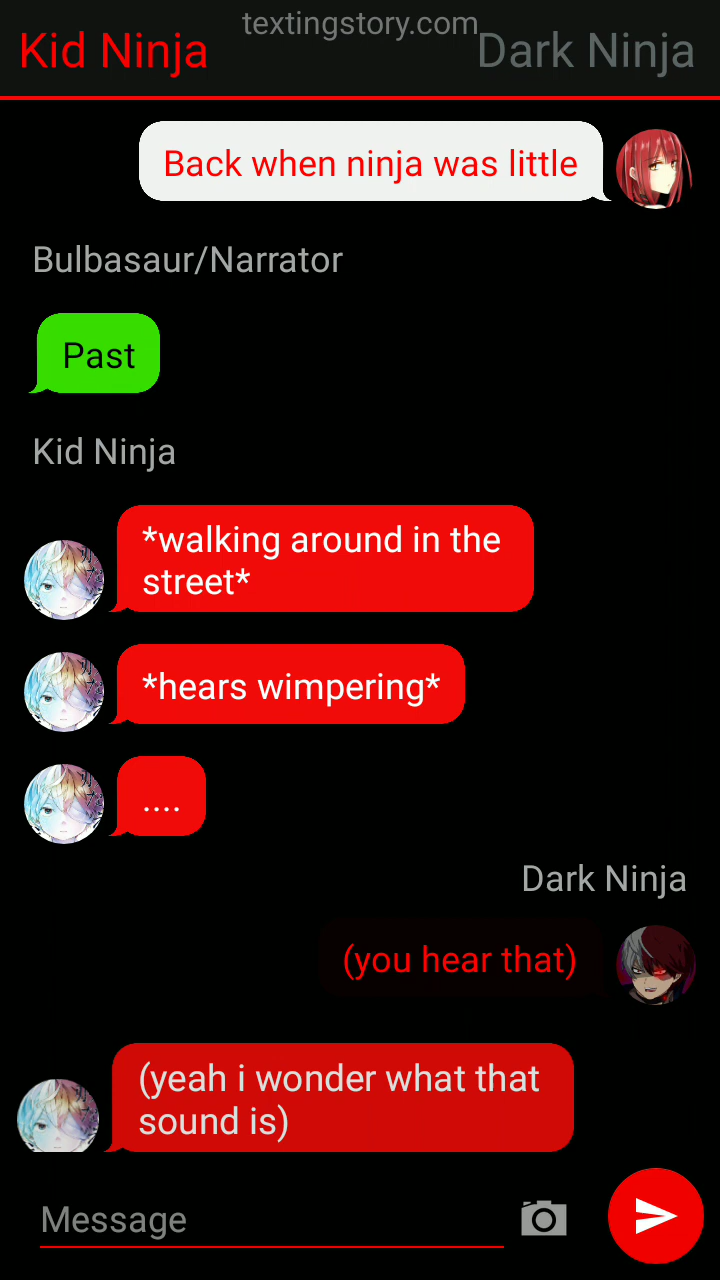 textingstory.com
Kid Ninja
Dark Ninja
Back when ninja was little
Bulbasaur/Narrator
Past
Kid Ninja
*walking around in the
street*
*hears wimpering*
....
Dark Ninja
(you hear that)
(yeah i wonder what that
sound is)
Message